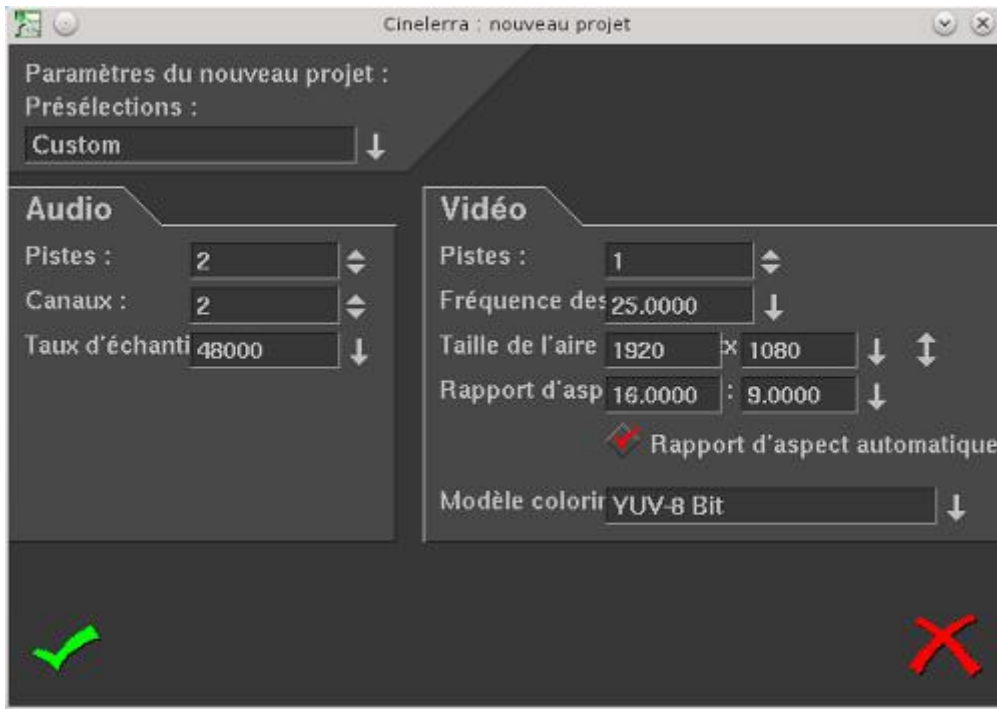 Cinelerra : nouveau projet
Paramètres du nouveau projet :
Présélections :
Custom
Audio
Pistes : 2
Canaux : 2
Taux d'échanti 48000
Vidéo
Pistes : 1
Fréquence des 25.0000
Taille de l'aire 1920 x 1080
Rapport d'asp 16.0000 : 9.0000
Rapport d'aspect automatique
Modèle colorir YUV-8 Bit